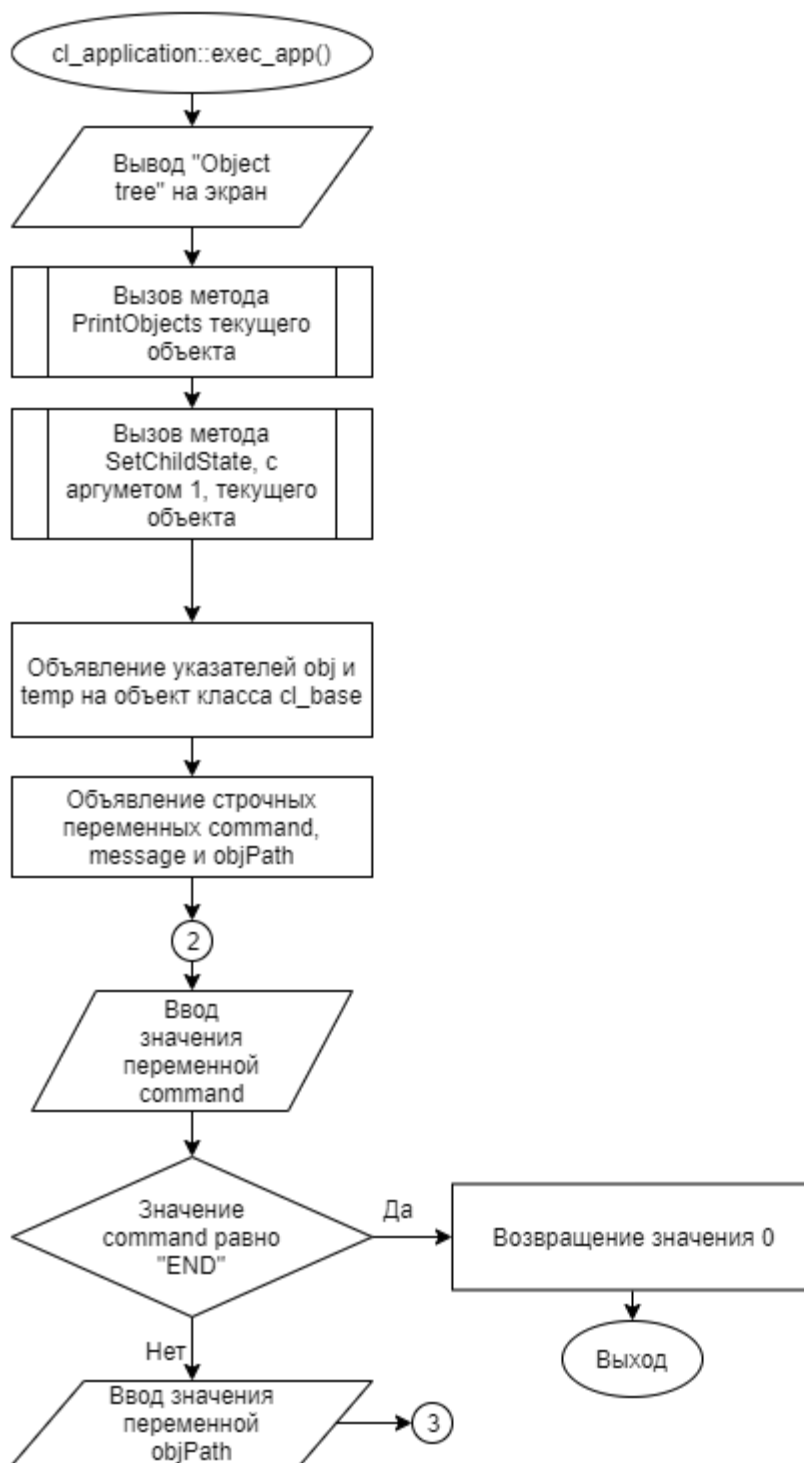 cl_application::exec_app()
Вывод "Object
tree" на экран
Вызов метода
PrintObjects текущего
объекта
Вызов метода
SetChildState, с
аргуметом 1, текущего
объекта
Объявление указателей obj и
temp на объект класса cl_base
Объявление строчных
переменных command,
message и objPath
2
Ввод
значения
переменной
command
Значение
command равно
"END"
Да
Возвращение значения 0
Выход
Нет
Ввод значения
переменной
objPath
3